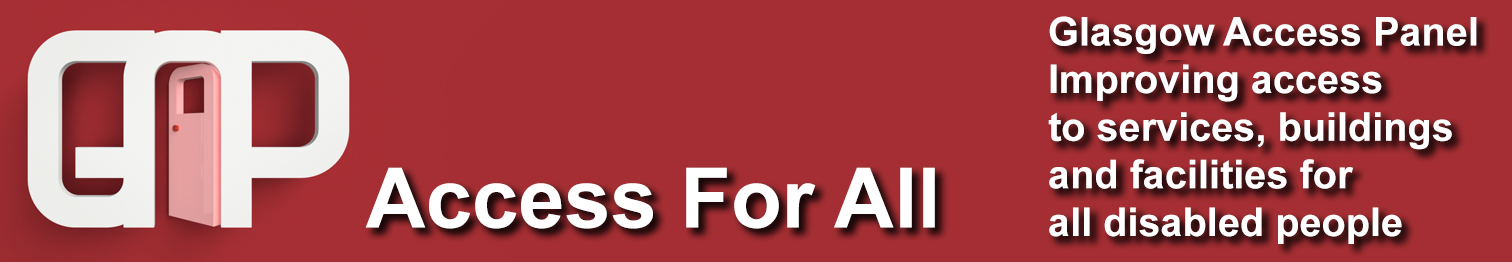 GAP
Access For All
Glasgow Access Panel
Improving access
to services, buildings
and facilities for
all disabled people